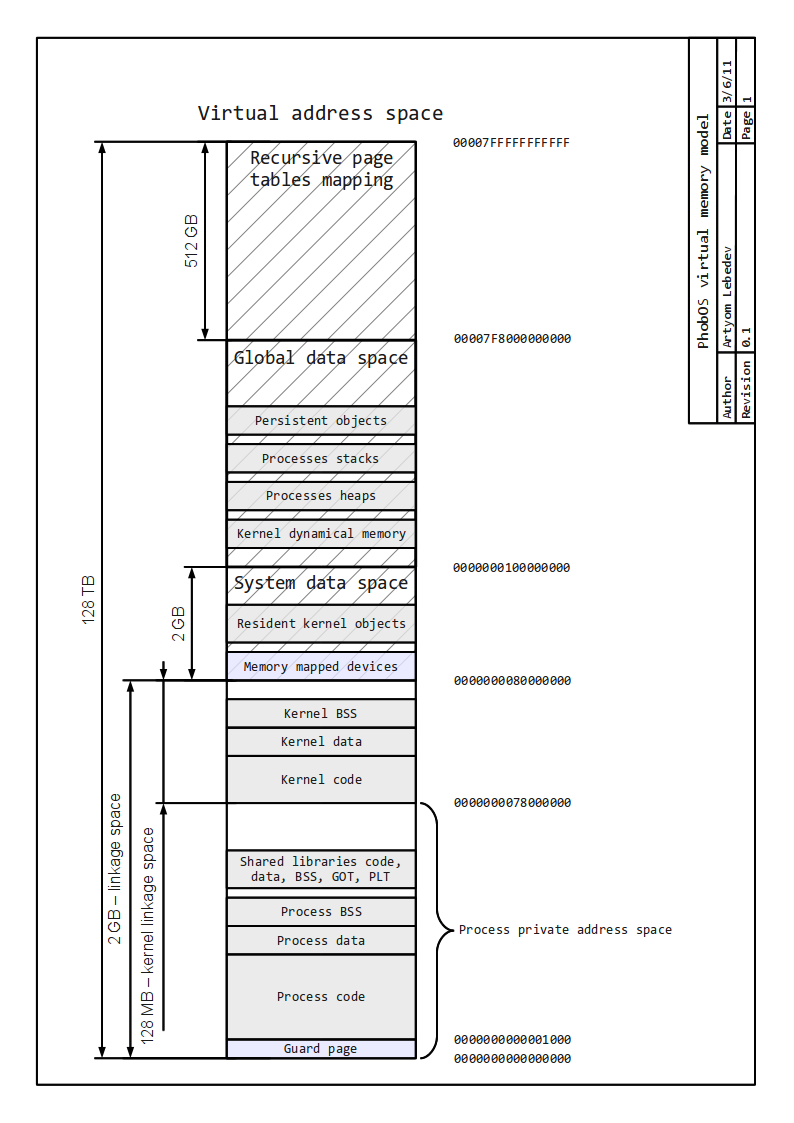 Virtual address space
00007FFFFFFFFFFF
Recursive page
tables mapping
512 GB
00007F8000000000
Global data space
Persistent objects
Processes stacks
Processes heaps
Kernel dynamical memory
0000000100000000
System data space
2 GB
Resident kernel objects
Memory mapped devices
0000000080000000
128 TB
Kernel BSS
Kernel data
Kernel code
0000000078000000
2 GB – linkage space
128 MB – kernel linkage space
Shared libraries code,
data, BSS, GOT, PLT
Process BSS
Process data
Process private address space
Process code
0000000000001000
Guard page
0000000000000000
PhobOS virtual memory model
Author Artyom Lebedev Date 3/6/11
Revision 0.1 Page 1